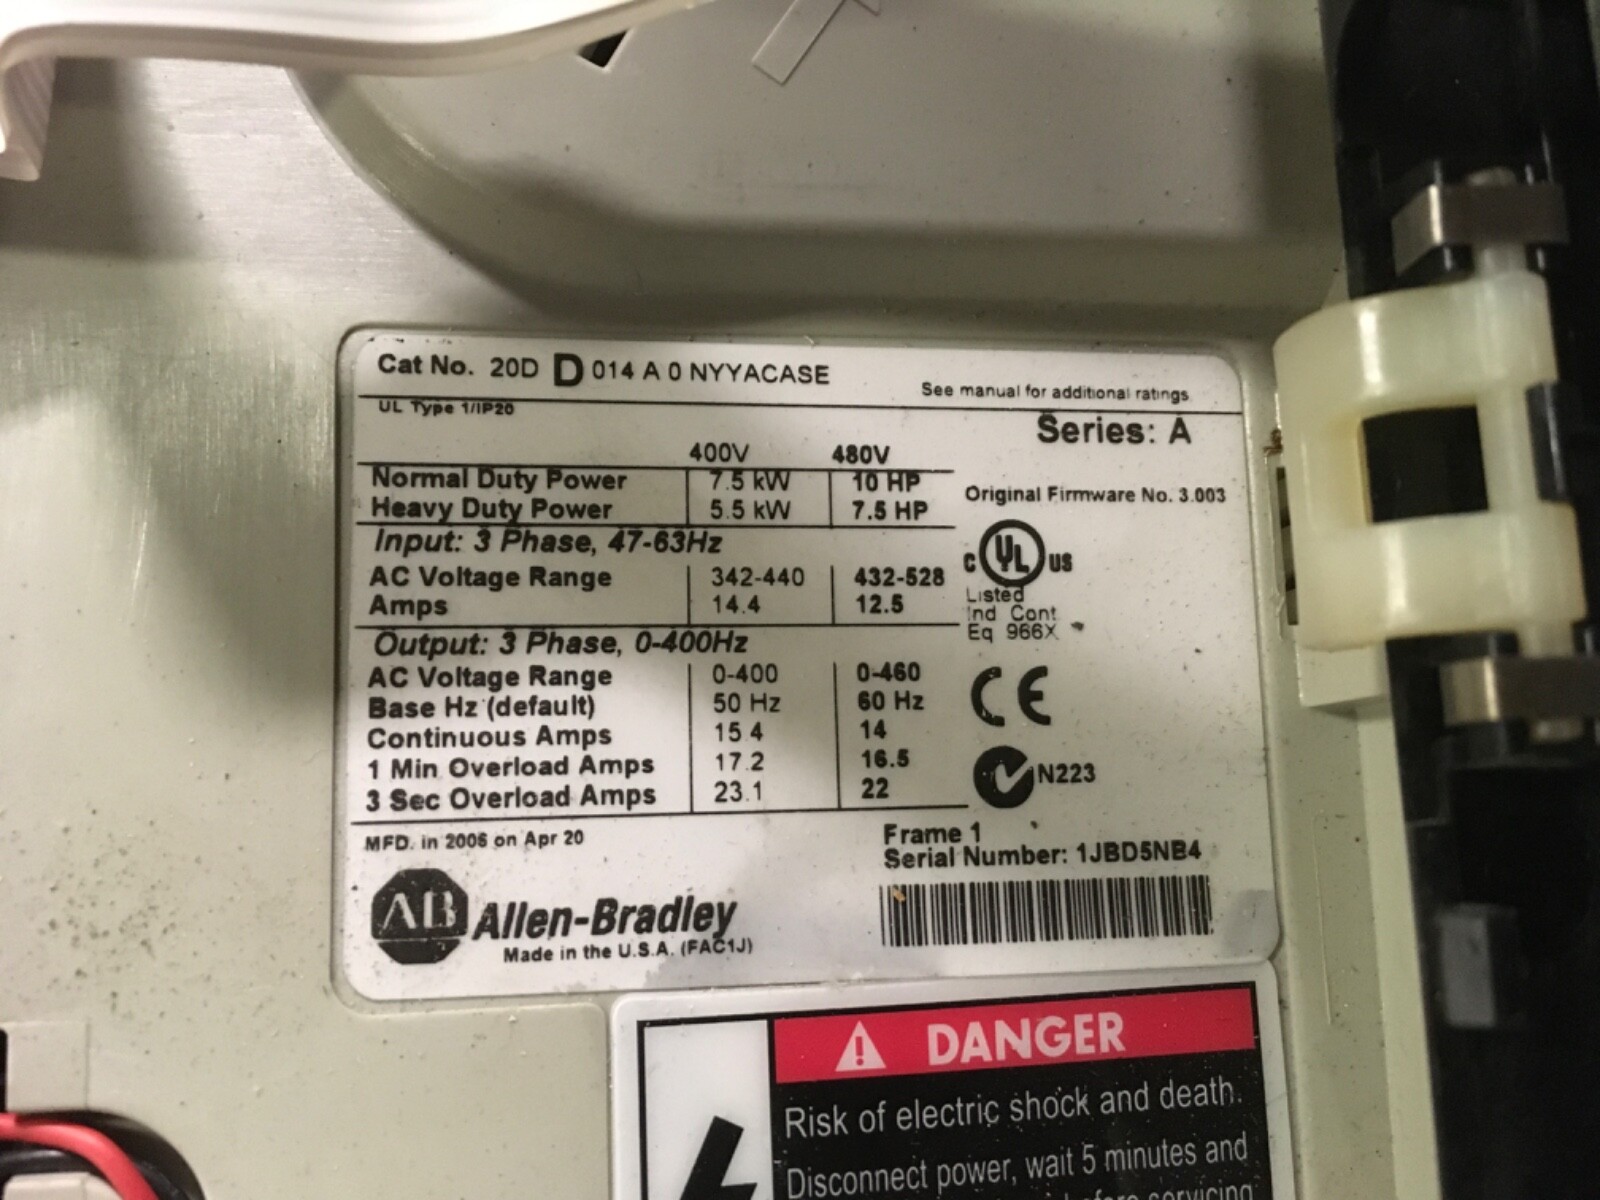 Cat No. 20D D 014 A 0 NYYACASE
See manual for additional ratings
UL Type 1/IP20
Series: A
400V 480V
Normal Duty Power 7.5 kW 10 HP
Heavy Duty Power 5.5 kW 7.5 HP
Original Firmware No. 3.003
Input: 3 Phase, 47-63Hz
AC Voltage Range 342-440 432-528
Amps 14.4 12.5
C UL US
Listed
Ind Cont
Eq 966X
Output: 3 Phase, 0-400Hz
AC Voltage Range 0-400 0-460
Base Hz (default) 50 Hz 60 Hz
Continuous Amps 15.4 14
1 Min Overload Amps 17.2 16.5
3 Sec Overload Amps 23.1 22
CE
N223
MFD. in 2006 on Apr 20
Frame 1
Serial Number: 1JBD5NB4
AB Allen-Bradley
Made in the U.S.A. (FAC1J)
DANGER
Risk of electric shock and death.
Disconnect power, wait 5 minutes and
before servicing